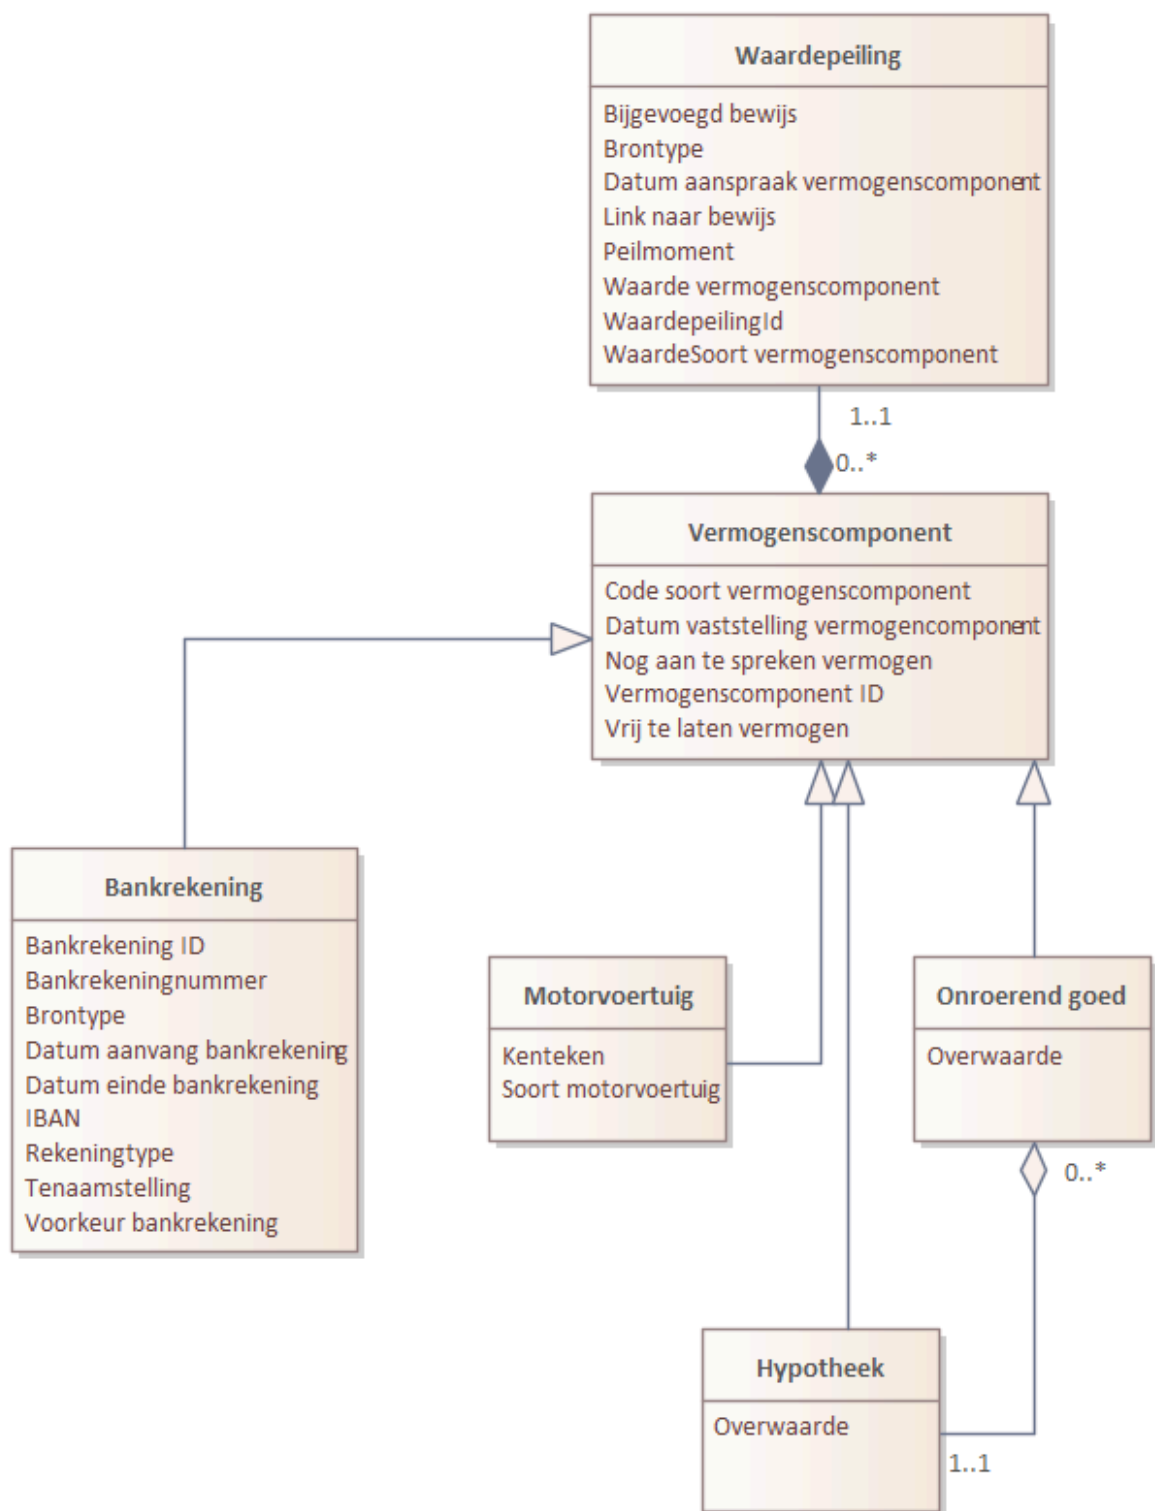 Waardepeiling
Bijgevoegd bewijs
Brontype
Datum aanspraak vermogenscomponent
Link naar bewijs
Peilmoment
Waarde vermogenscomponent
WaardepeilingId
WaardeSoort vermogenscomponent
1..1
0..*
Vermogenscomponent
Code soort vermogenscomponent
Datum vaststelling vermogencomponent
Nog aan te spreken vermogen
Vermogenscomponent ID
Vrij te laten vermogen
Bankrekening
Bankrekening ID
Bankrekeningnummer
Brontype
Datum aanvang bankrekening
Datum einde bankrekening
IBAN
Rekeningtype
Tenaamstelling
Voorkeur bankrekening
Motorvoertuig
Kenteken
Soort motorvoertuig
Onroerend goed
Overwaarde
0..*
Hypotheek
Overwaarde
1..1